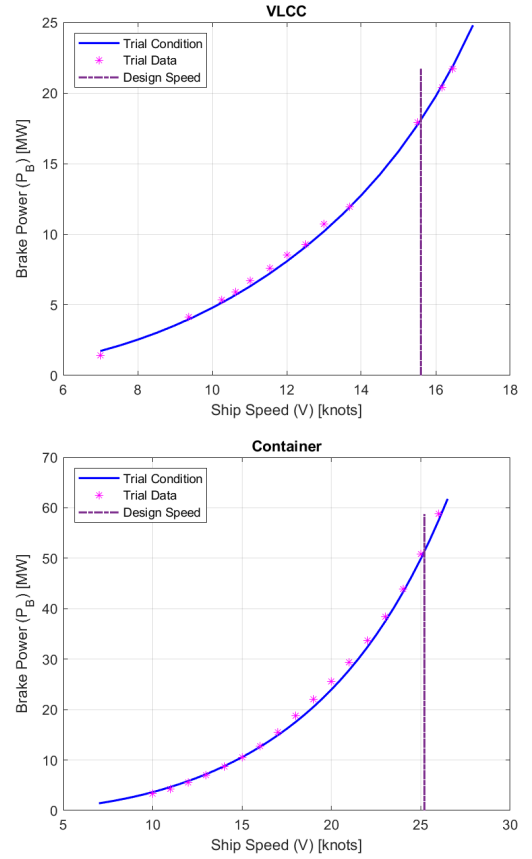 VLCC
25
20
15
10
5
0
Brake Power (P_B) [MW]
Trial Condition
Trial Data
Design Speed
6 8 10 12 14 16 18
Ship Speed (V) [knots]
Container
70
60
50
40
30
20
10
0
Brake Power (P_B) [MW]
Trial Condition
Trial Data
Design Speed
5 10 15 20 25 30
Ship Speed (V) [knots]